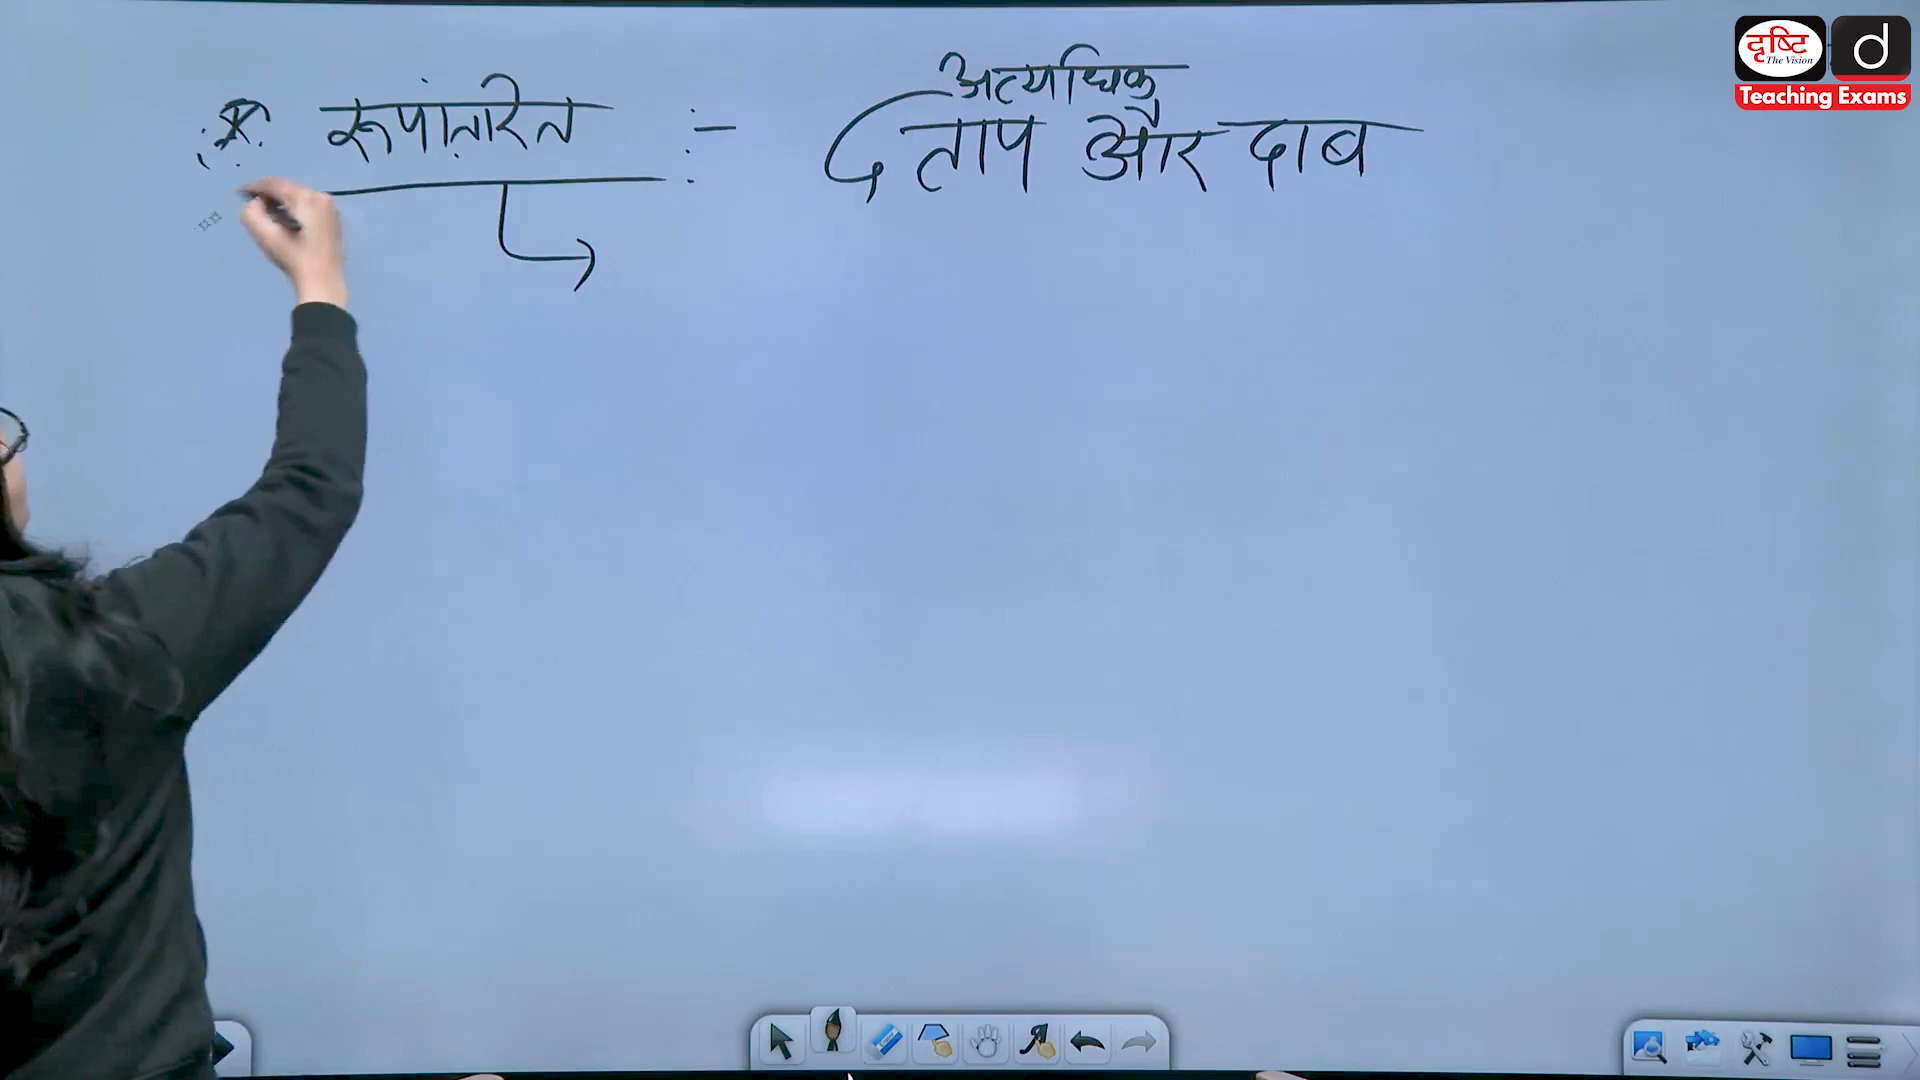 दृष्टि
The Vision
d
Teaching Exams
अत्यधिक
रूपांतरित :- ताप और दाब